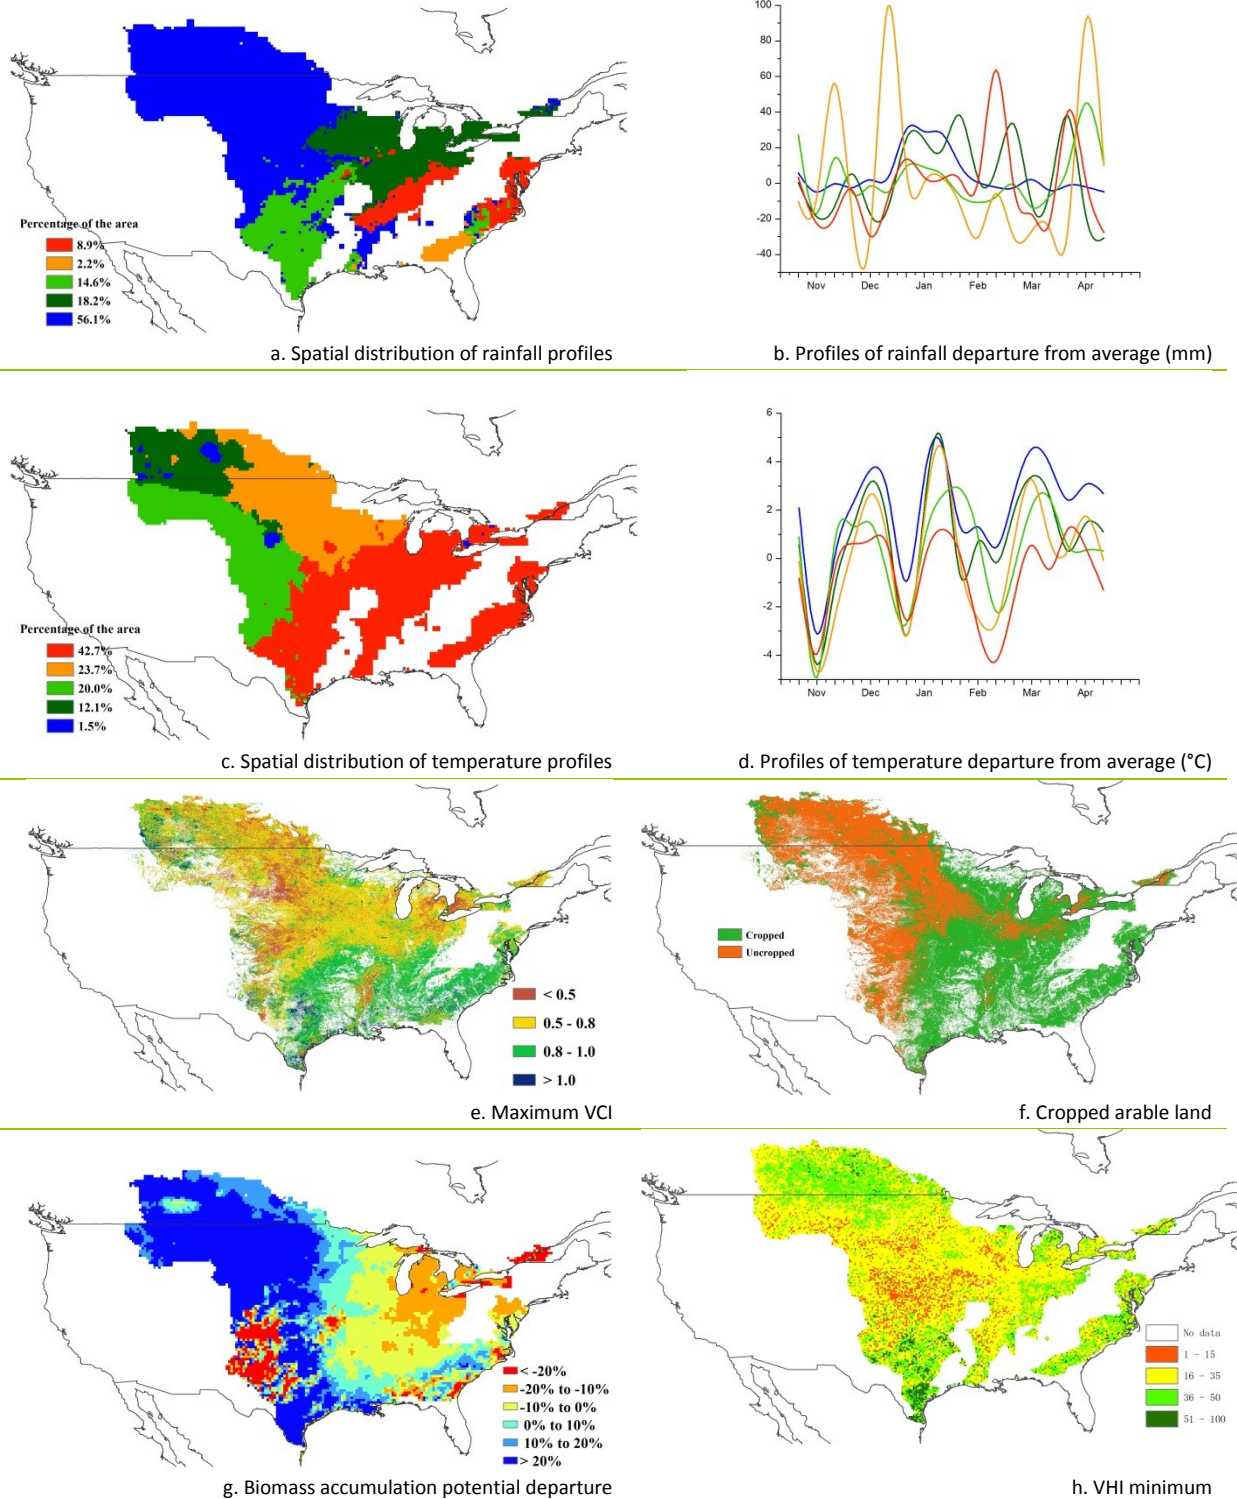 Percentage of the area
8.9%
2.2%
14.6%
18.2%
56.1%
a. Spatial distribution of rainfall profiles
100
80
60
40
20
0
-20
-40
Nov Dec Jan Feb Mar Apr
b. Profiles of rainfall departure from average (mm)
Percentage of the area
42.7%
23.7%
20.0%
12.1%
1.5%
c. Spatial distribution of temperature profiles
6
4
2
0
-2
-4
Nov Dec Jan Feb Mar Apr
d. Profiles of temperature departure from average (°C)
< 0.5
0.5 - 0.8
0.8 - 1.0
> 1.0
e. Maximum VCI
Cropped
Uncropped
f. Cropped arable land
< -20%
-20% to -10%
-10% to 0%
0% to 10%
10% to 20%
> 20%
g. Biomass accumulation potential departure
No data
1 - 15
16 - 35
36 - 50
51 - 100
h. VHI minimum